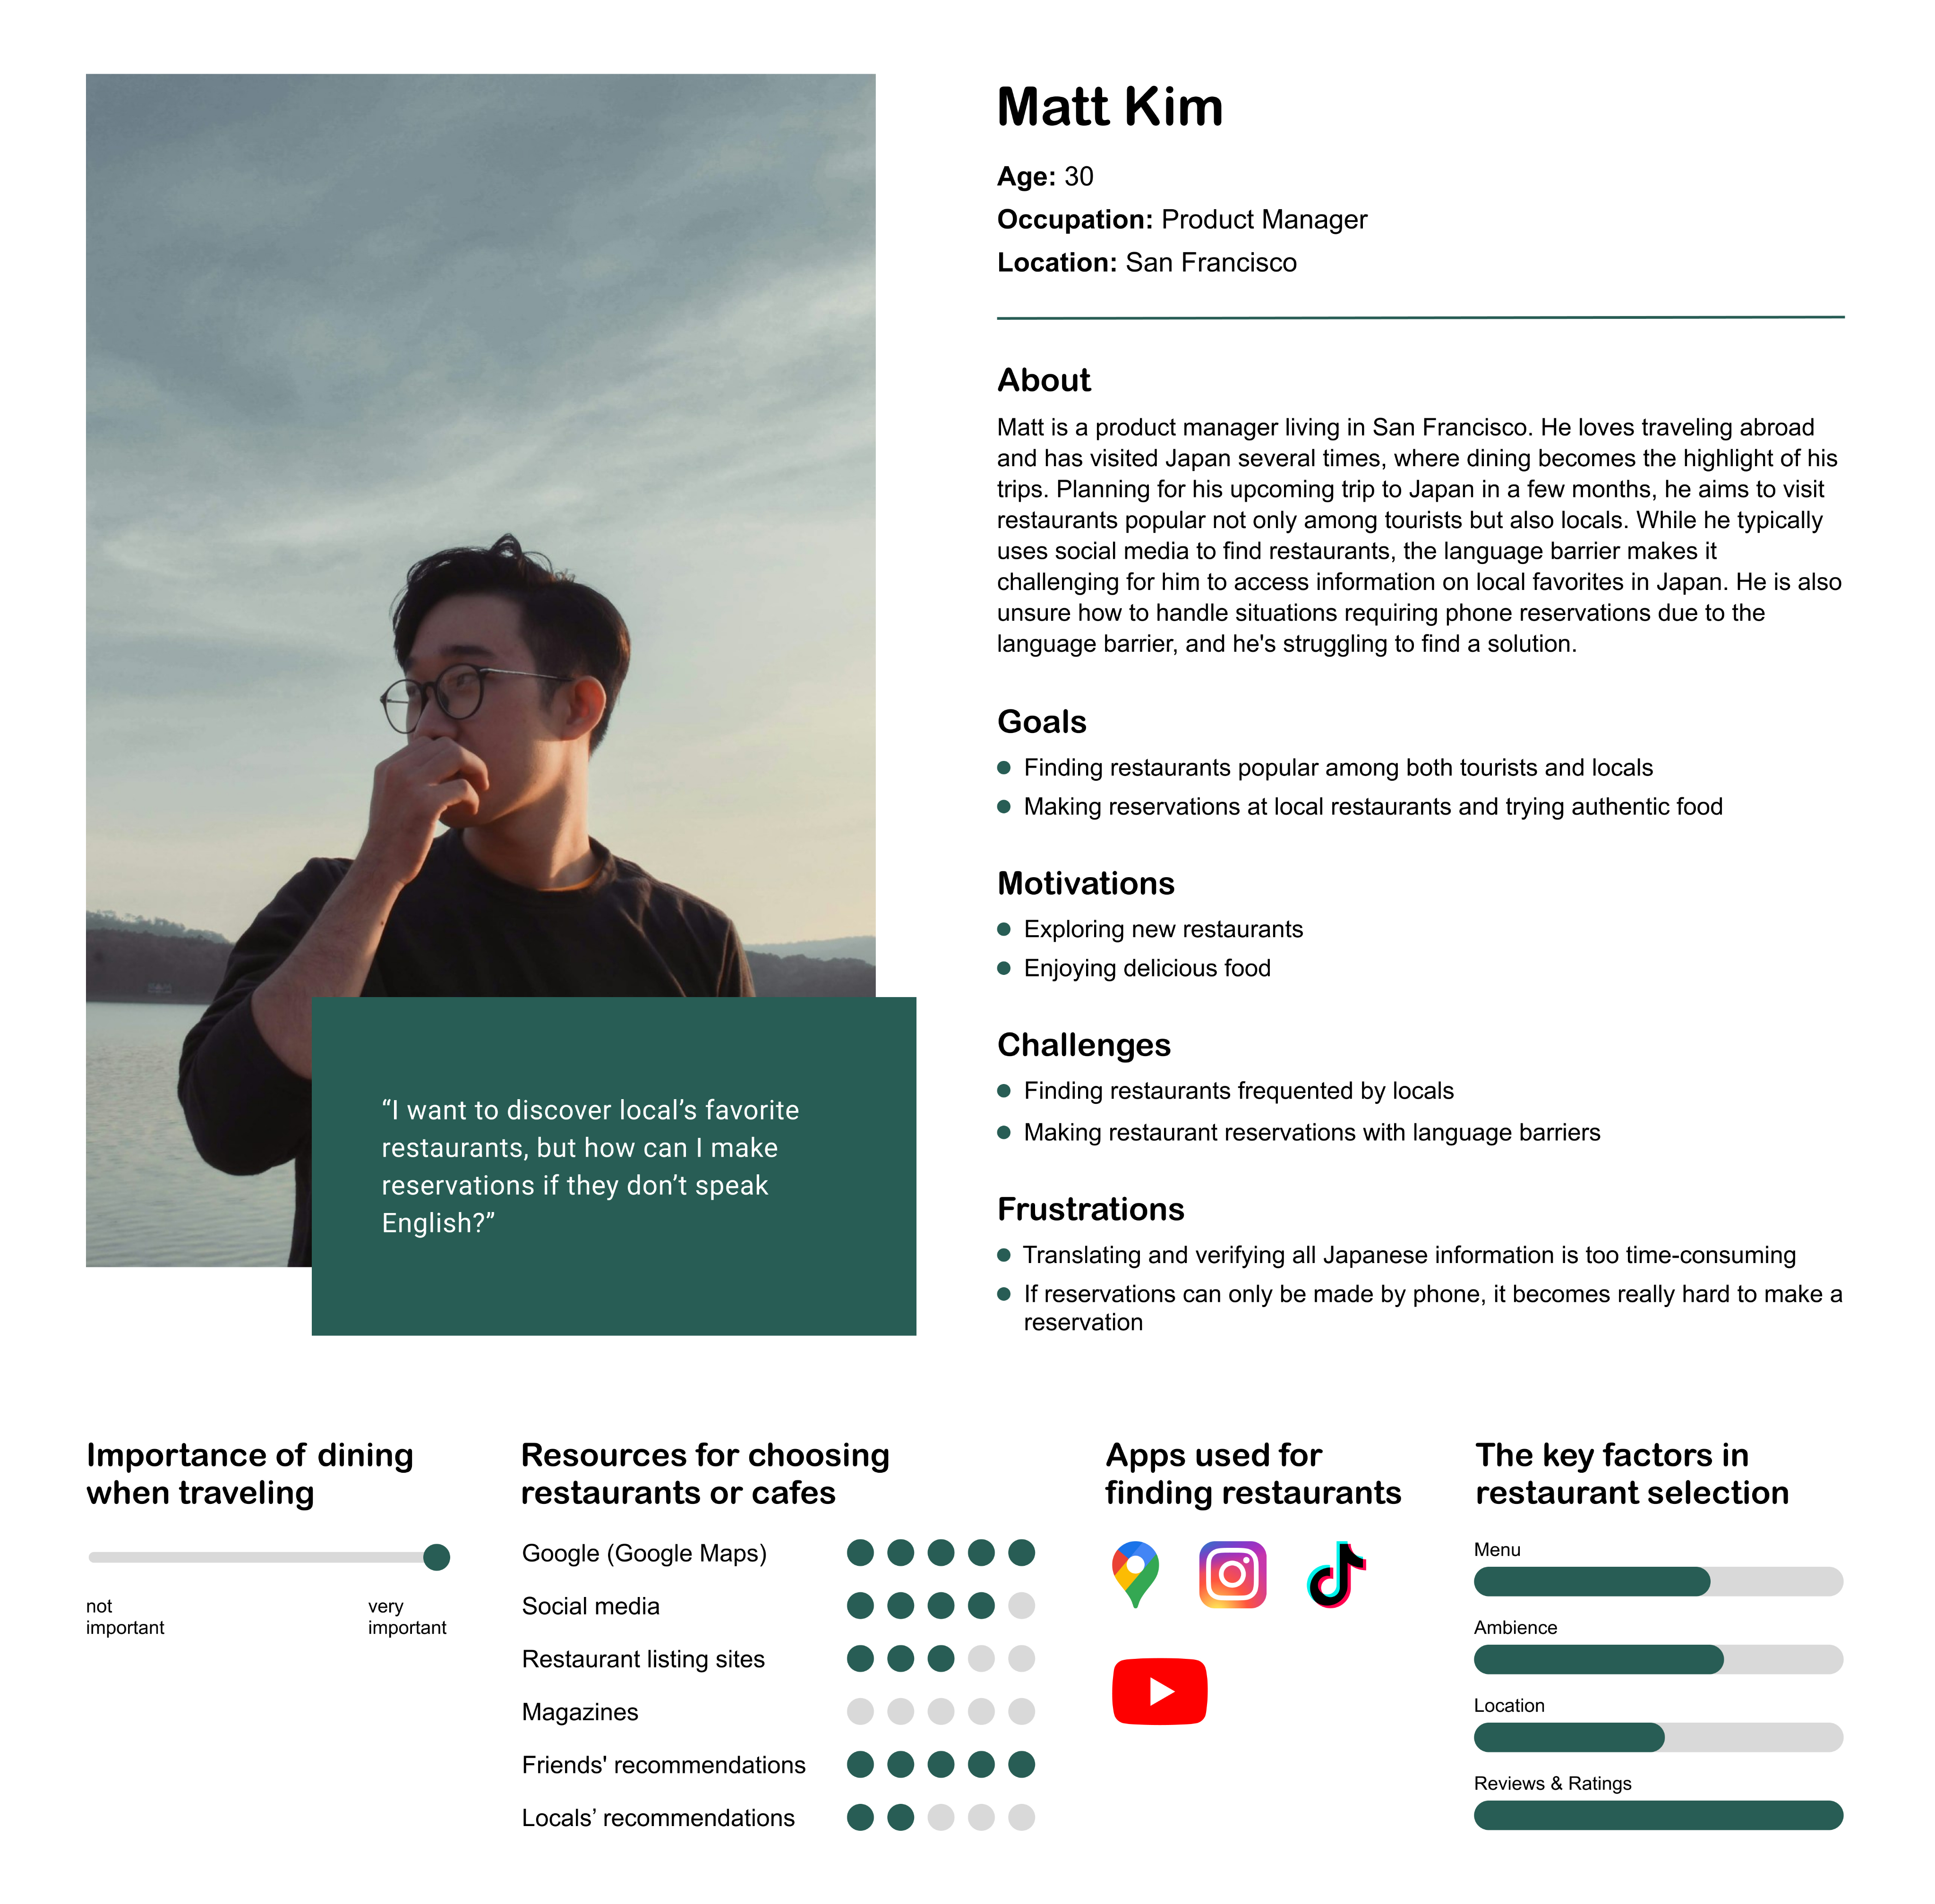 Matt Kim
Age: 30
Occupation: Product Manager
Location: San Francisco
About
Matt is a product manager living in San Francisco. He loves traveling abroad
and has visited Japan several times, where dining becomes the highlight of his
trips. Planning for his upcoming trip to Japan in a few months, he aims to visit
restaurants popular not only among tourists but also locals. While he typically
uses social media to find restaurants, the language barrier makes it
challenging for him to access information on local favorites in Japan. He is also
unsure how to handle situations requiring phone reservations due to the
language barrier, and he's struggling to find a solution.
Goals
Finding restaurants popular among both tourists and locals
Making reservations at local restaurants and trying authentic food
Motivations
Exploring new restaurants
Enjoying delicious food
Challenges
Finding restaurants frequented by locals
Making restaurant reservations with language barriers
Frustrations
Translating and verifying all Japanese information is too time-consuming
If reservations can only be made by phone, it becomes really hard to make a
reservation
“I want to discover local’s favorite
restaurants, but how can I make
reservations if they don’t speak
English?”
Importance of dining
when traveling
not
important
very
important
Resources for choosing
restaurants or cafes
Google (Google Maps)
Social media
Restaurant listing sites
Magazines
Friends' recommendations
Locals’ recommendations
Apps used for
finding restaurants
The key factors in
restaurant selection
Menu
Ambience
Location
Reviews & Ratings